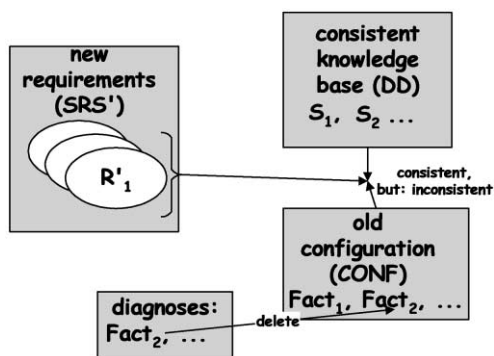 new
requirements
(SRS')
R'₁
consistent
knowledge
base (DD)
S₁, S₂ ...
consistent,
but: inconsistent
old
configuration
(CONF)
Fact₁, Fact₂, ...
diagnoses:
Fact₂, ...
delete